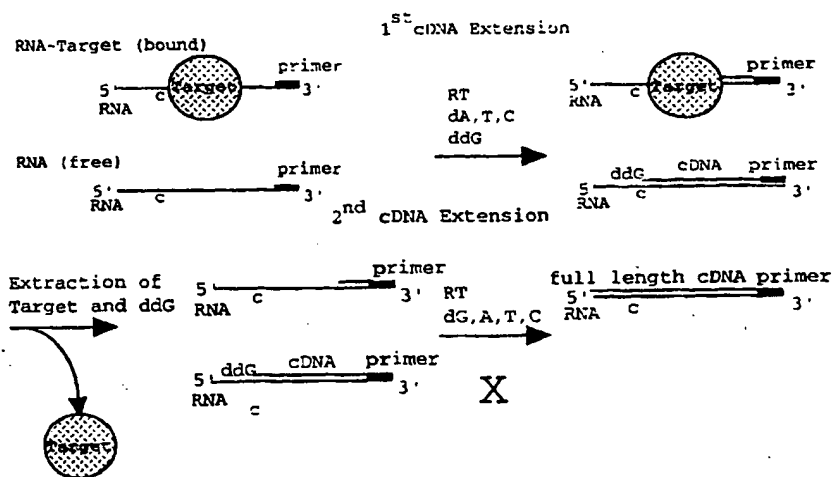 1st cDNA Extension
RNA-Target (bound)
primer
5' Target 3'
RNA c
RT
dA,T,C
ddG
primer
5' Target 3'
RNA c
RNA (free)
primer
5' 3'
RNA c
ddG cDNA primer
5' 3'
RNA c
2nd cDNA Extension
Extraction of
Target and ddG
primer
5' 3'
RNA c
RT
dG,A,T,C
full length cDNA primer
5' 3'
RNA c
ddG cDNA primer
5' 3'
RNA c
X
Target